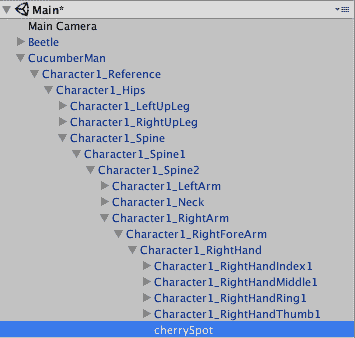 Main*
Main Camera
Beetle
CucumberMan
Character1_Reference
Character1_Hips
Character1_LeftUpLeg
Character1_RightUpLeg
Character1_Spine
Character1_Spine1
Character1_Spine2
Character1_LeftArm
Character1_Neck
Character1_RightArm
Character1_RightForeArm
Character1_RightHand
Character1_RightHandIndex1
Character1_RightHandMiddle1
Character1_RightHandRing1
Character1_RightHandThumb1
cherrySpot